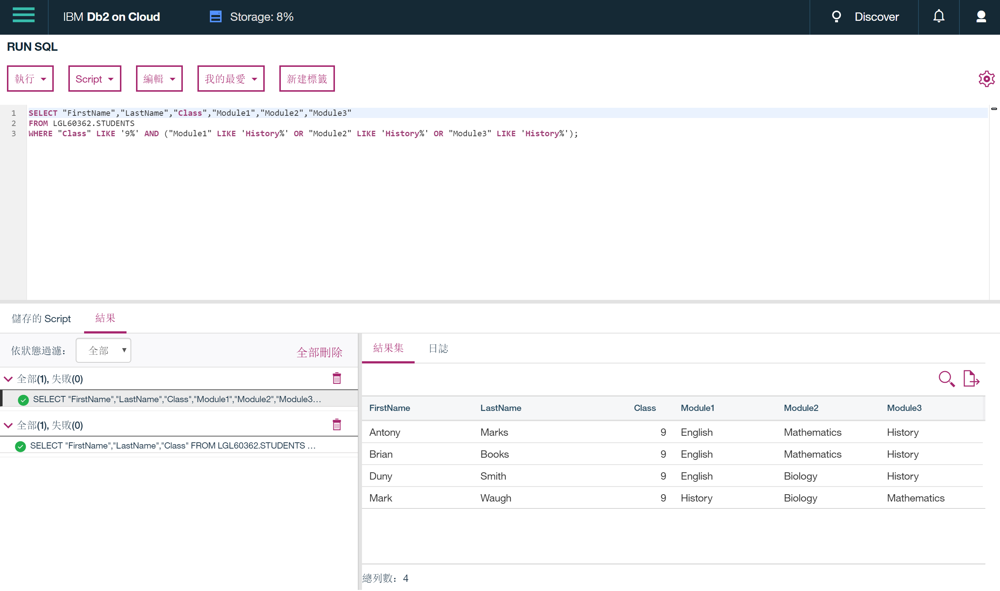 IBM Db2 on Cloud Storage: 8% Discover
RUN SQL
執行 Script 編輯 我的最愛 新建標籤
1 SELECT "FirstName","LastName","Class","Module1","Module2","Module3"
2 FROM LGL60362.STUDENTS
3 WHERE "Class" LIKE '9%' AND ("Module1" LIKE 'History%' OR "Module2" LIKE 'History%' OR "Module3" LIKE 'History%');
儲存的 Script 結果
依狀態過濾： 全部 全部刪除
全部(1), 失敗(0)
SELECT "FirstName","LastName","Class","Module1","Module2","Module3...
全部(1), 失敗(0)
SELECT "FirstName","LastName","Class" FROM LGL60362.STUDENTS ...
結果集 日誌
FirstName LastName Class Module1 Module2 Module3
Antony Marks 9 English Mathematics History
Brian Books 9 English Mathematics History
Duny Smith 9 English Biology History
Mark Waugh 9 History Biology Mathematics
總列數： 4